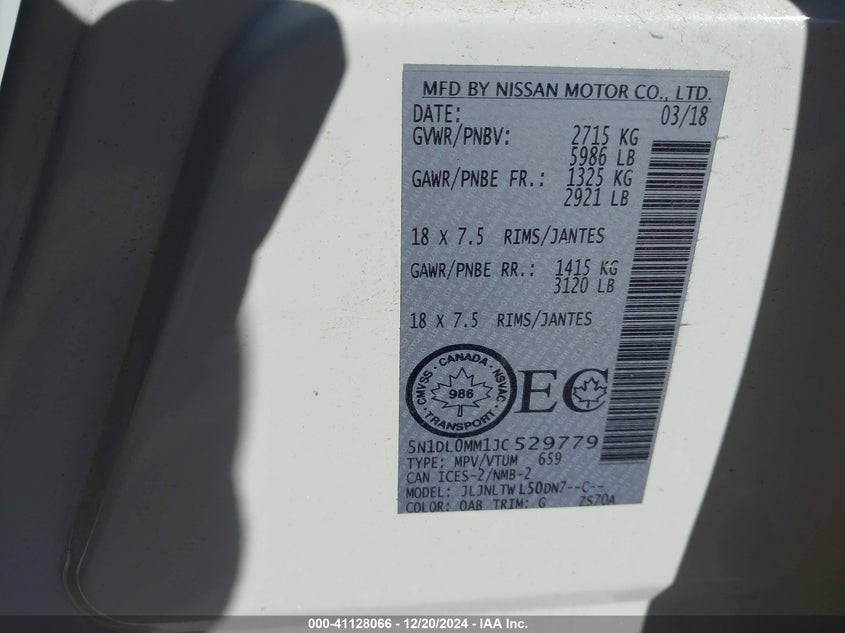 MFD BY NISSAN MOTOR CO., LTD.
DATE: 03/18
GVWR/PNBV: 2715 KG
5986 LB
GAWR/PNBE FR.: 1325 KG
2921 LB
18 X 7.5 RIMS/JANTES
GAWR/PNBE RR.: 1415 KG
3120 LB
18 X 7.5 RIMS/JANTES
CMVSS · CANADA · NSVAC
986
· TRANSPORT ·
EC
5N1DL0MM1JC529779
TYPE: MPV/VTUM 659
CAN ICES-2/NMB-2
MODEL: JLJNLTWL50DN7--C--
COLOR: QAB TRIM: G ZSZOA
000-41128066 - 12/20/2024 - IAA Inc.